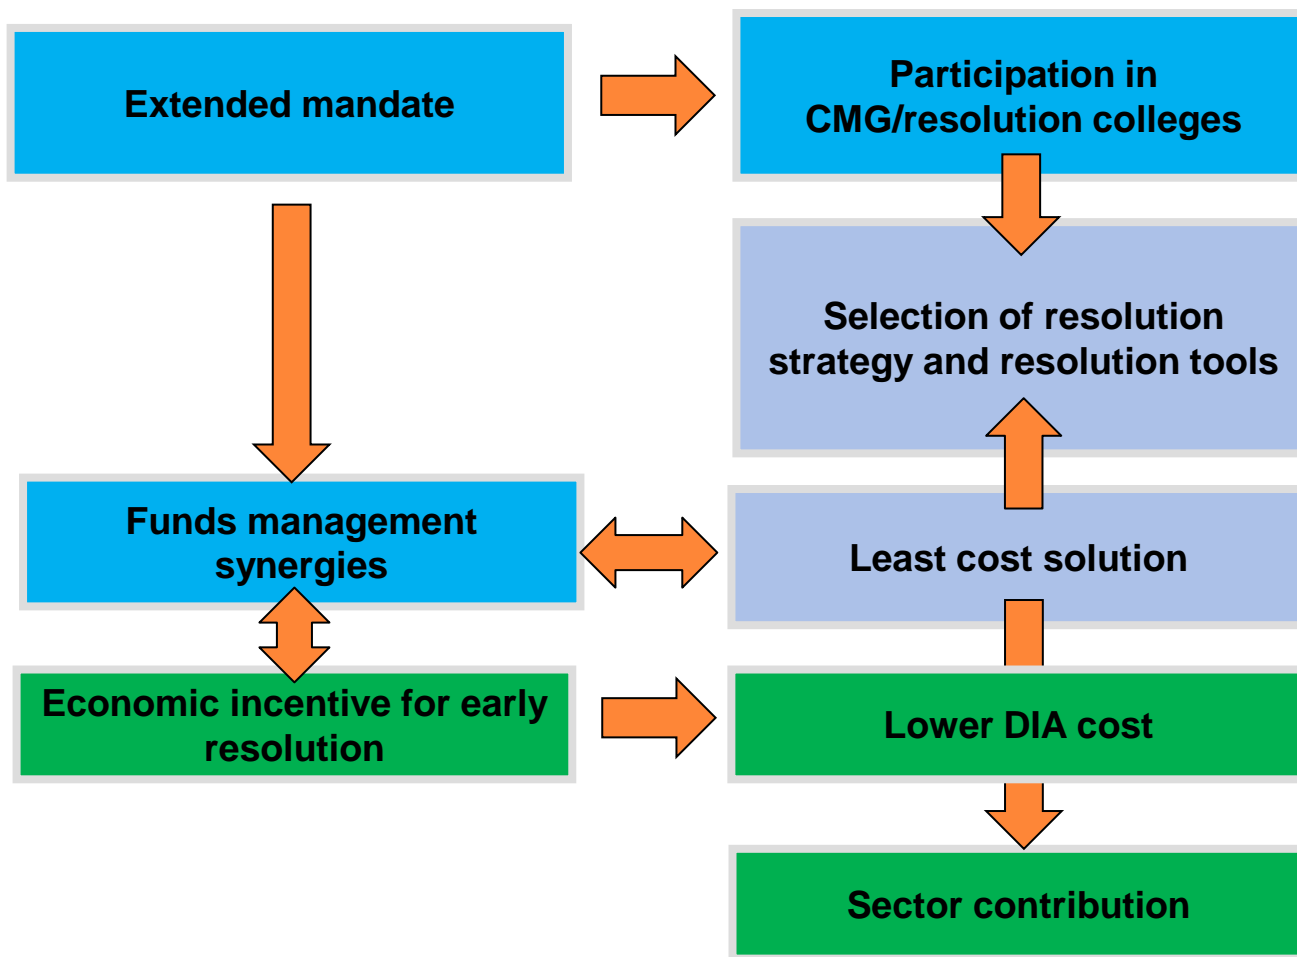 Extended mandate
Participation in
CMG/resolution colleges
Selection of resolution
strategy and resolution tools
Funds management
synergies
Least cost solution
Economic incentive for early
resolution
Lower DIA cost
Sector contribution